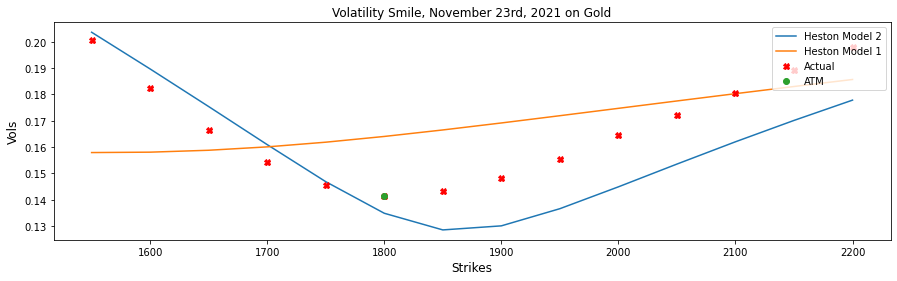 Volatility Smile, November 23rd, 2021 on Gold
Heston Model 2
Heston Model 1
Actual
ATM
0.20
0.19
0.18
0.17
0.16
0.15
0.14
0.13
Vols
1600
1700
1800
1900
2000
2100
2200
Strikes